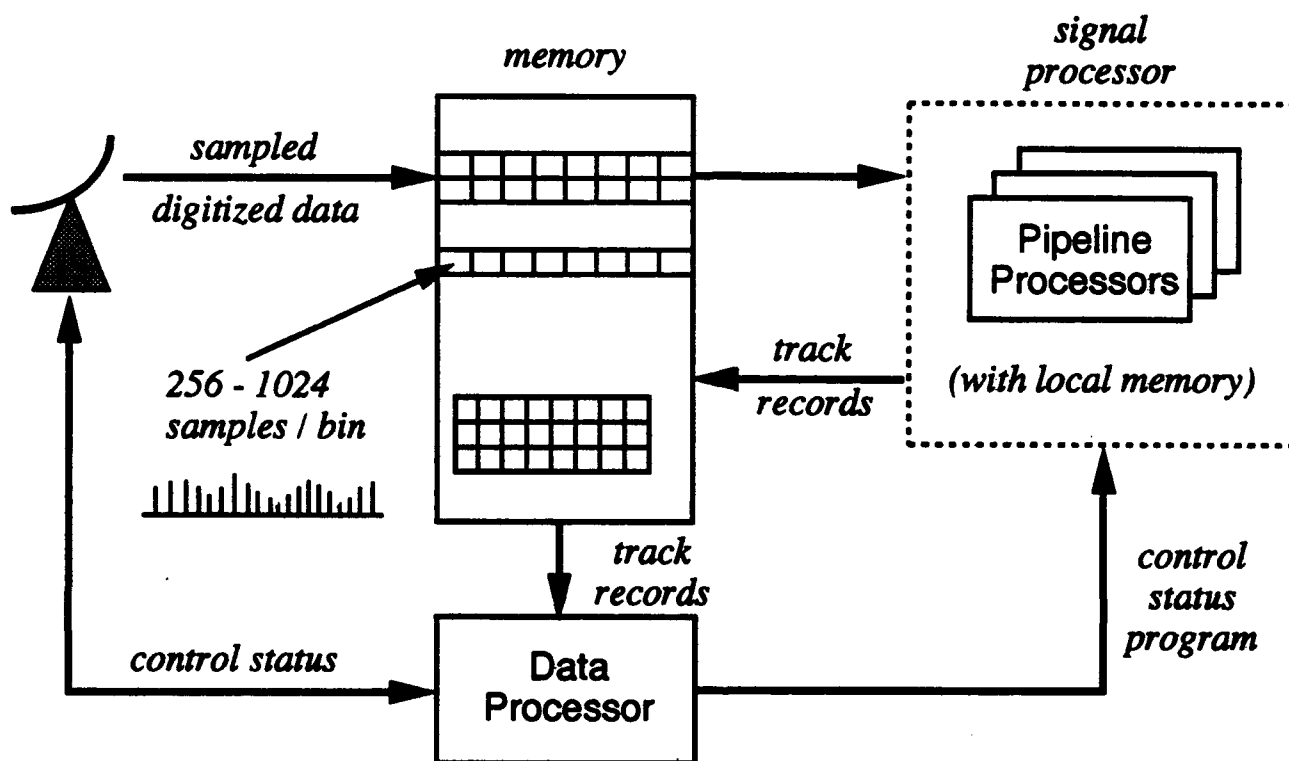 memory
signal
processor
sampled
digitized data
Pipeline
Processors
(with local memory)
256 - 1024
samples / bin
track
records
track
records
control
status
program
control status
Data
Processor